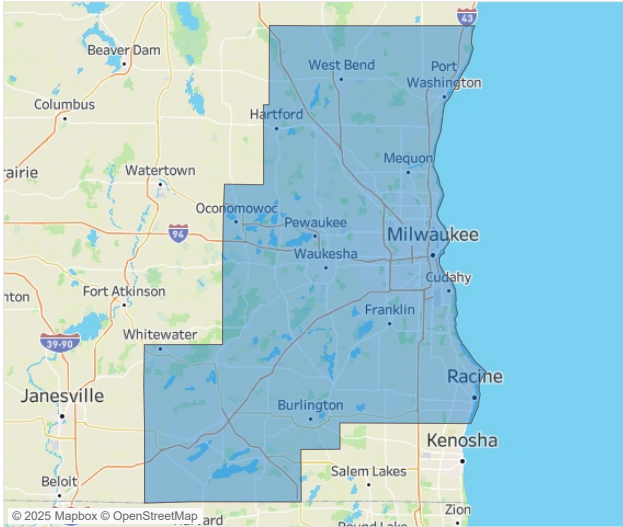 43
Beaver Dam
West Bend
Port
Washington
Columbus
Hartford
Mequon
rairie
Watertown
Oconomowoc
Pewaukee
94
Milwaukee
Waukesha
Cudahy
nton
Fort Atkinson
Franklin
Whitewater
39-90
Racine
Janesville
Burlington
Kenosha
Salem Lakes
Beloit
Zion
© 2025 Mapbox © OpenStreetMap